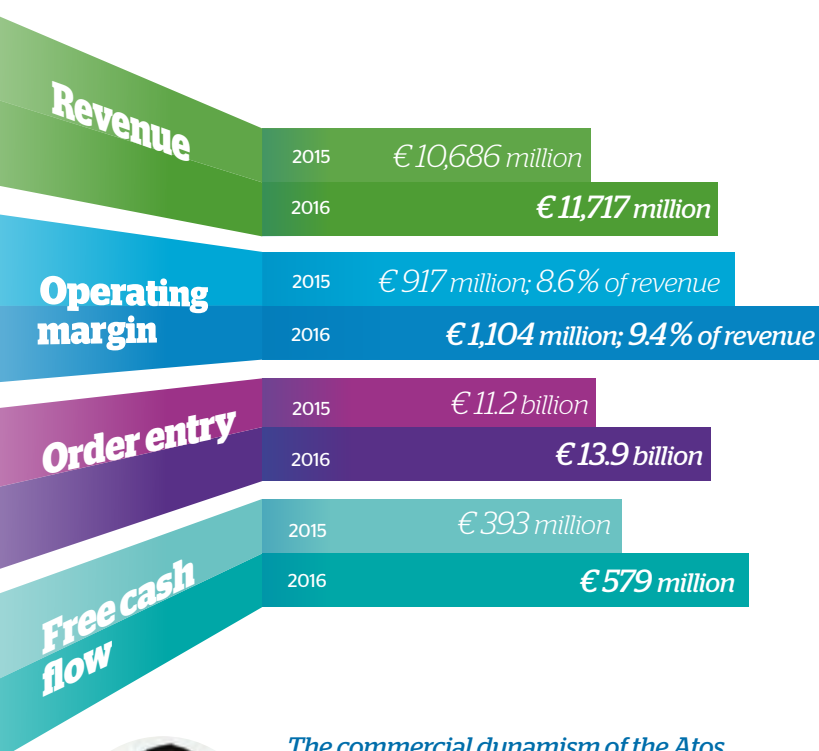 Revenue
2015 € 10,686 million
2016 € 11,717 million
Operating
margin
2015 € 917 million; 8.6% of revenue
2016 € 1,104 million; 9.4% of revenue
Order entry
2015 € 11.2 billion
2016 € 13.9 billion
Free cash
flow
2015 € 393 million
2016 € 579 million
The commercial dynamism of the Atos